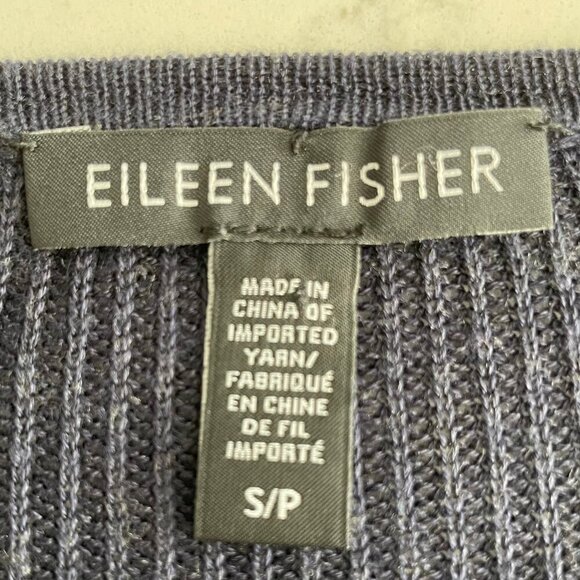 EILEEN FISHER
MADE IN
CHINA OF
IMPORTED
YARN/
FABRIQUÉ
EN CHINE
DE FIL
IMPORTÉ
S/P